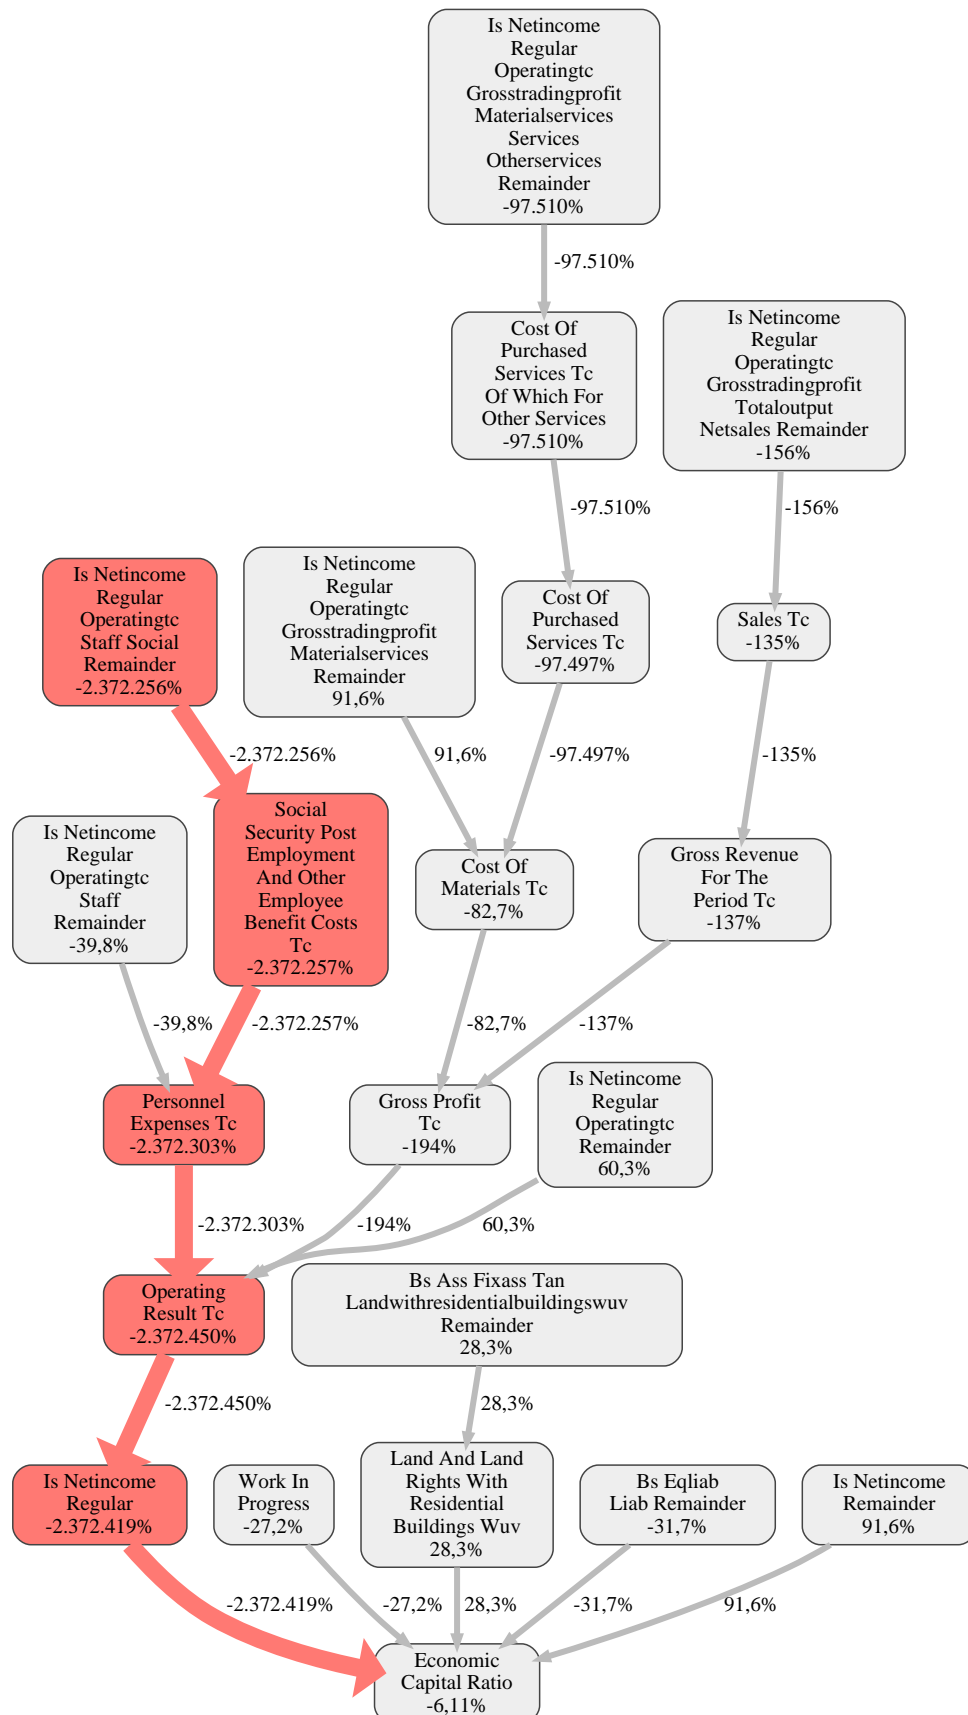 Is Netincome
Regular
Operatingtc
Grosstradingprofit
Materialservices
Services
Otherservices
Remainder
-97.510%
-97.510%
Cost Of
Purchased
Services Tc
Of Which For
Other Services
-97.510%
Is Netincome
Regular
Operatingtc
Grosstradingprofit
Totaloutput
Netsales Remainder
-156%
-97.510%
-156%
Is Netincome
Regular
Operatingtc
Staff Social
Remainder
-2.372.256%
Is Netincome
Regular
Operatingtc
Grosstradingprofit
Materialservices
Remainder
91,6%
Cost Of
Purchased
Services Tc
-97.497%
Sales Tc
-135%
-2.372.256%
91,6%
-97.497%
-135%
Is Netincome
Regular
Operatingtc
Staff
Remainder
-39,8%
Social
Security Post
Employment
And Other
Employee
Benefit Costs
Tc
-2.372.257%
Cost Of
Materials Tc
-82,7%
Gross Revenue
For The
Period Tc
-137%
-39,8%
-2.372.257%
-82,7%
-137%
Personnel
Expenses Tc
-2.372.303%
Gross Profit
Tc
-194%
Is Netincome
Regular
Operatingtc
Remainder
60,3%
-2.372.303%
-194%
60,3%
Operating
Result Tc
-2.372.450%
Bs Ass Fixass Tan
Landwithresidentialbuildingswuv
Remainder
28,3%
-2.372.450%
28,3%
Is Netincome
Regular
-2.372.419%
Work In
Progress
-27,2%
Land And Land
Rights With
Residential
Buildings Wuv
28,3%
Bs Eqliab
Liab Remainder
-31,7%
Is Netincome
Remainder
91,6%
-2.372.419%
-27,2%
28,3%
-31,7%
91,6%
Economic
Capital Ratio
-6,11%